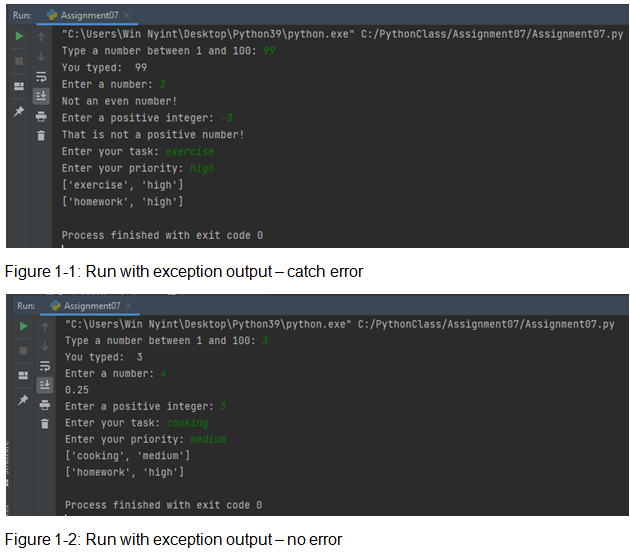 Run: Assignment07 ×
"C:\Users\Win Nyint\Desktop\Python39\python.exe" C:/PythonClass/Assignment07/Assignment07.py
Type a number between 1 and 100: 99
You typed:  99
Enter a number: 3
Not an even number!
Enter a positive integer: -3
That is not a positive number!
Enter your task: exercise
Enter your priority: high
['exercise', 'high']
['homework', 'high']
Process finished with exit code 0
Figure 1-1: Run with exception output – catch error
Run: Assignment07 ×
"C:\Users\Win Nyint\Desktop\Python39\python.exe" C:/PythonClass/Assignment07/Assignment07.py
Type a number between 1 and 100: 3
You typed:  3
Enter a number: 4
0.25
Enter a positive integer: 3
Enter your task: cooking
Enter your priority: medium
['cooking', 'medium']
['homework', 'high']
Process finished with exit code 0
Figure 1-2: Run with exception output – no error